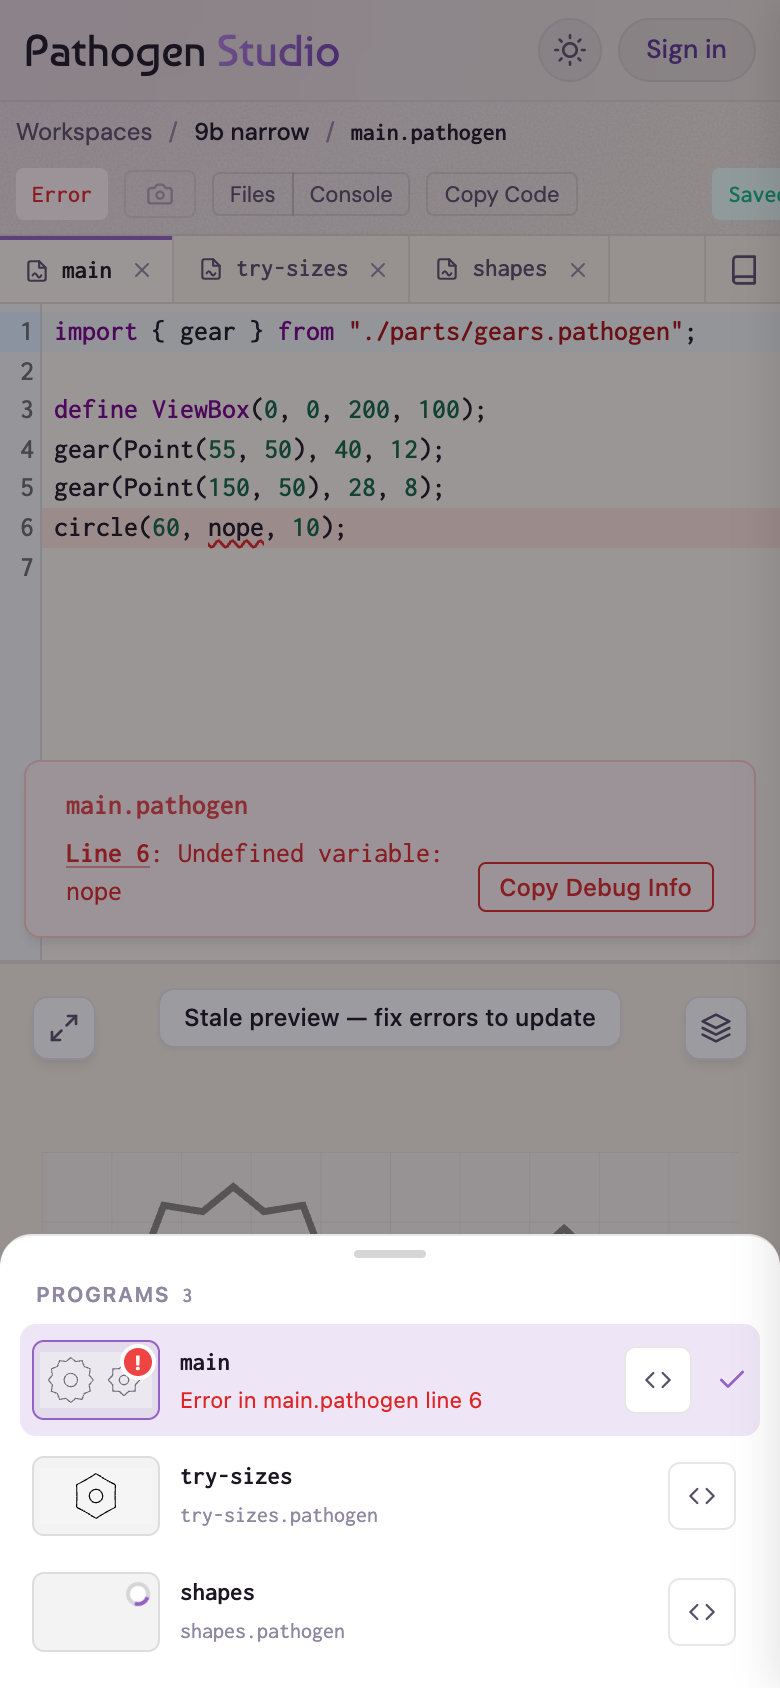 Pathogen Studio
Sign in
Workspaces / 9b narrow / main.pathogen
Error
Files
Console
Copy Code
main
try-sizes
shapes
1 import { gear } from "./parts/gears.pathogen";
2
3 define ViewBox(0, 0, 200, 100);
4 gear(Point(55, 50), 40, 12);
5 gear(Point(150, 50), 28, 8);
6 circle(60, nope, 10);
7
main.pathogen
Line 6: Undefined variable:
nope
Copy Debug Info
Stale preview — fix errors to update
PROGRAMS 3
!
main
Error in main.pathogen line 6
try-sizes
try-sizes.pathogen
shapes
shapes.pathogen